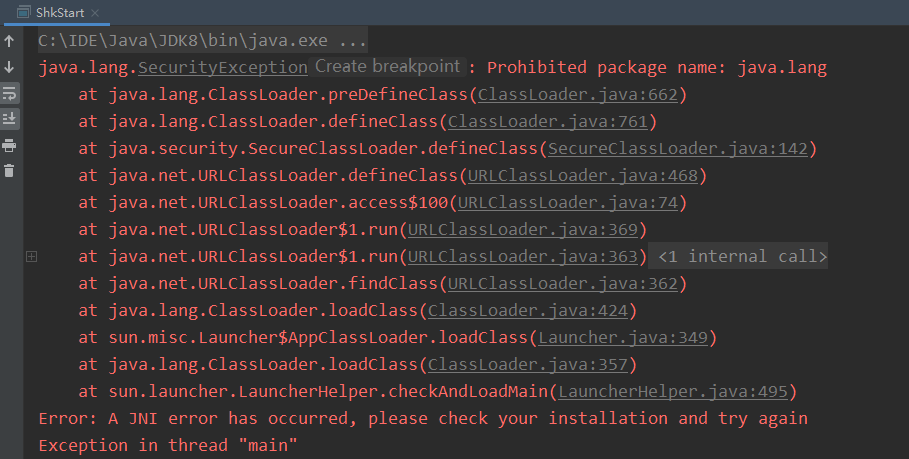 ShkStart
C:\IDE\Java\JDK8\bin\java.exe ...
java.lang.SecurityException Create breakpoint : Prohibited package name: java.lang
at java.lang.ClassLoader.preDefineClass(ClassLoader.java:662)
at java.lang.ClassLoader.defineClass(ClassLoader.java:761)
at java.security.SecureClassLoader.defineClass(SecureClassLoader.java:142)
at java.net.URLClassLoader.defineClass(URLClassLoader.java:468)
at java.net.URLClassLoader.access$100(URLClassLoader.java:74)
at java.net.URLClassLoader$1.run(URLClassLoader.java:369)
at java.net.URLClassLoader$1.run(URLClassLoader.java:363) <1 internal call>
at java.net.URLClassLoader.findClass(URLClassLoader.java:362)
at java.lang.ClassLoader.loadClass(ClassLoader.java:424)
at sun.misc.Launcher$AppClassLoader.loadClass(Launcher.java:349)
at java.lang.ClassLoader.loadClass(ClassLoader.java:357)
at sun.launcher.LauncherHelper.checkAndLoadMain(LauncherHelper.java:495)
Error: A JNI error has occurred, please check your installation and try again
Exception in thread "main"